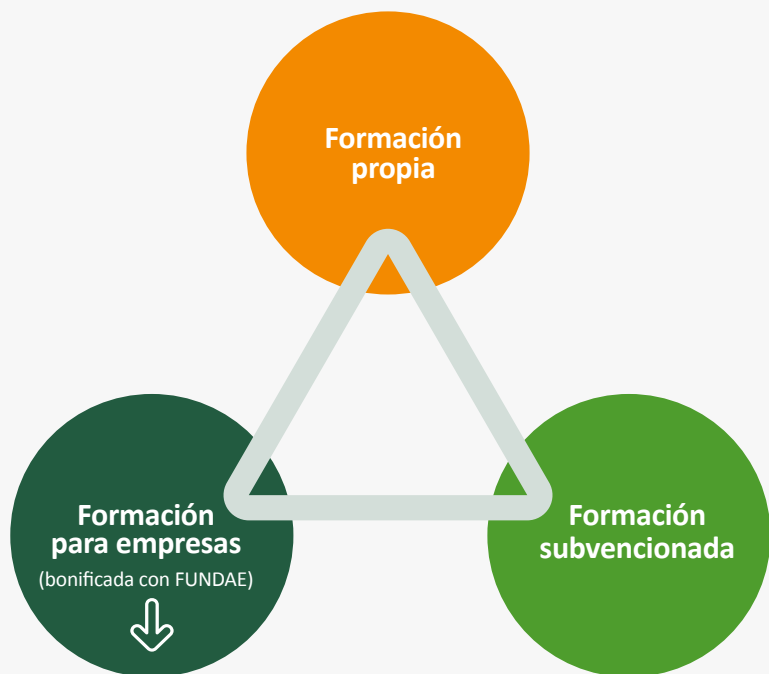 Formación
propia
Formación
para empresas
(bonificada con FUNDAE)
Formación
subvencionada